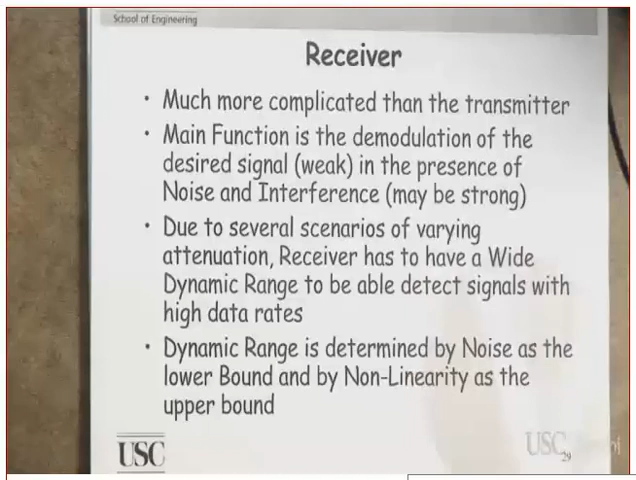 School of Engineering
Receiver
• Much more complicated than the transmitter
• Main Function is the demodulation of the
desired signal (weak) in the presence of
Noise and Interference (may be strong)
• Due to several scenarios of varying
attenuation, Receiver has to have a Wide
Dynamic Range to be able detect signals with
high data rates
• Dynamic Range is determined by Noise as the
lower Bound and by Non-Linearity as the
upper bound
USC
USC
29
of